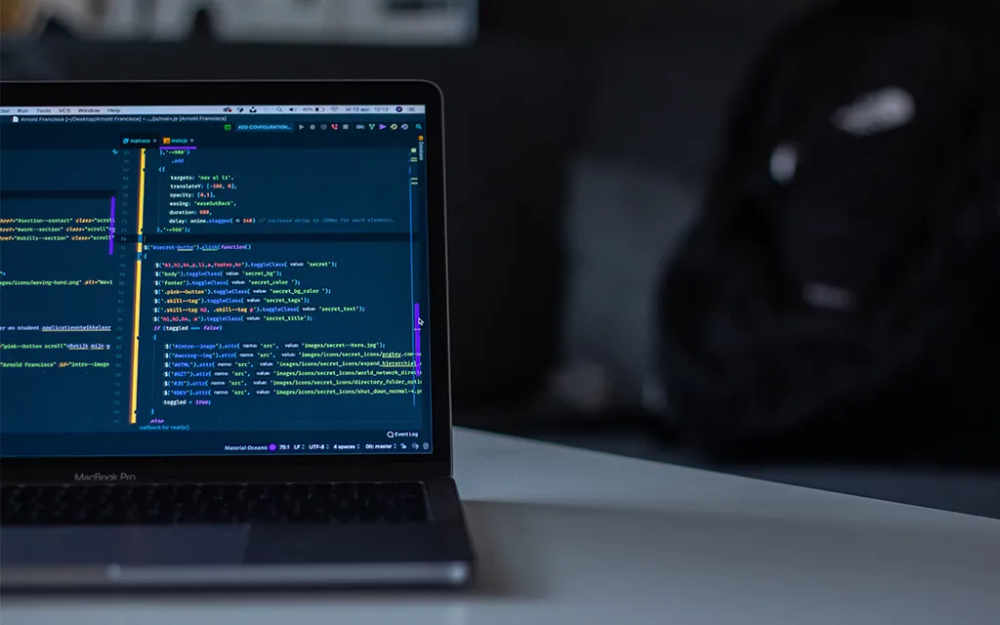 Run Tools VCS Window Help
Arnold Francisca [~/Desktop/Arnold Francisca] - .../js/main.js [Arnold Francisca]
ADD CONFIGURATION...
main.css main.js
Database
},'-=900')
.add
({
targets: 'nav ul li',
translateY: [-100, 0],
opacity: [0,1],
easing: 'easeOutBack',
duration: 600,
delay: anime.stagger( 140) // increase delay by 100ms for each elements.
},'-=900');
href="#section--contact" class="scroll
href="#work--section" class="scroll
href="#skills--section" class="scroll"
ges/icons/waving-hand.png" alt="Wavi
er en student applicationtwikkelaar
"pink--button scroll">Bekijk mijn w
"Arnold Francisca" id="intro--image
$("#secret-butto").click(function()
{
$('h1,h2,h4,p,li,a,footer,hr').toggleClass( value: 'secret');
$('body').toggleClass( value: 'secret_bg');
$('footer').toggleClass( value: 'secret_color ');
$('.pink--button').toggleClass( value: 'secret_bg_color ');
$('.skill--tag').toggleClass( value: 'secret_tags');
$('.skill--tag h2, .skill--tag p').toggleClass( value: 'secret_text');
$('h1,h2,h4, a').toggleClass( value: 'secret_title');
if (toggled === false)
{
$('#intro--image').attr( name: 'src', value: 'images/secret--hero.jpg');
$('#waving--img').attr( name: 'src', value: 'images/icons/secret_icons/pngkey.com
$('#HTML').attr( name: 'src', value: 'images/icons/secret_icons/expand_hierarchial
$('#GIT').attr( name: 'src', value: 'images/icons/secret_icons/world_network_direc
$('#JS').attr( name: 'src', value: 'images/icons/secret_icons/directory_folder_optio
$('#DEV').attr( name: 'src', value: 'images/icons/secret_icons/shut_down_normal-4.p
toggled = true;
}
else
callback for ready()
Event Log
Material Oceanic 75:1 LF UTF-8 4 spaces Git: master
MacBook Pro